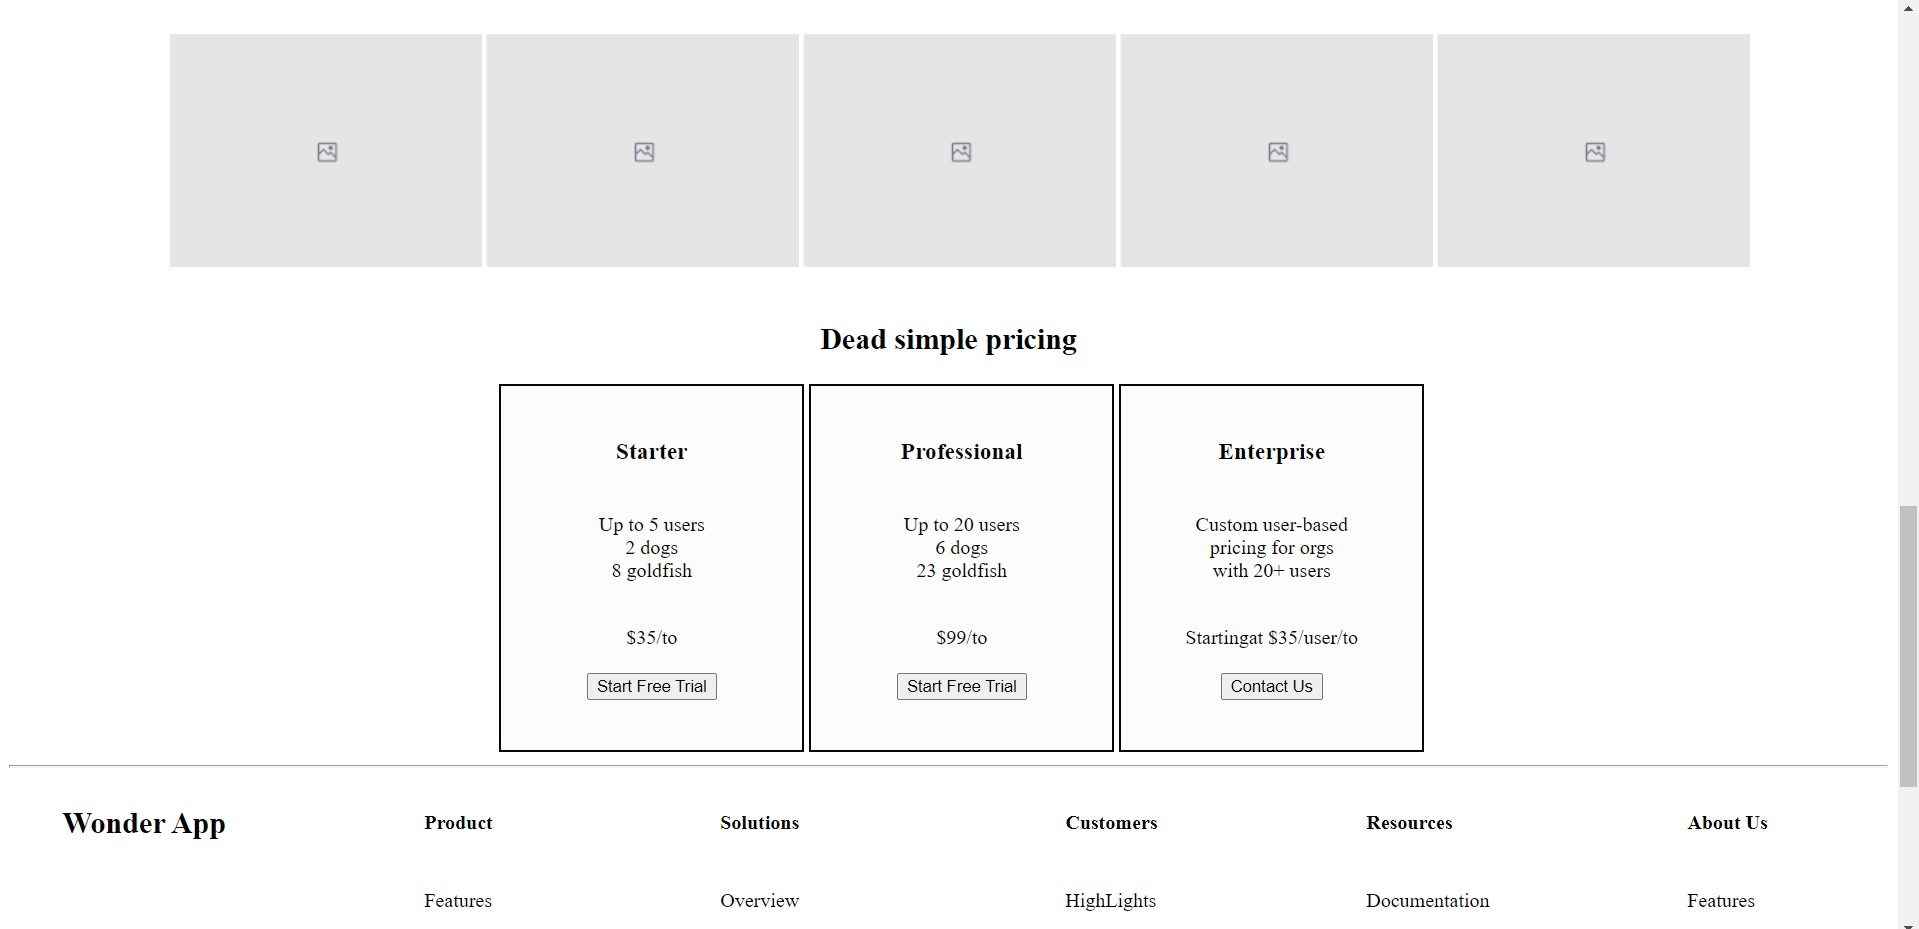 Dead simple pricing
Starter
Up to 5 users
2 dogs
8 goldfish
$35/to
Start Free Trial
Professional
Up to 20 users
6 dogs
23 goldfish
$99/to
Start Free Trial
Enterprise
Custom user-based
pricing for orgs
with 20+ users
Startingat $35/user/to
Contact Us
Wonder App
Product
Features
Solutions
Overview
Customers
HighLights
Resources
Documentation
About Us
Features